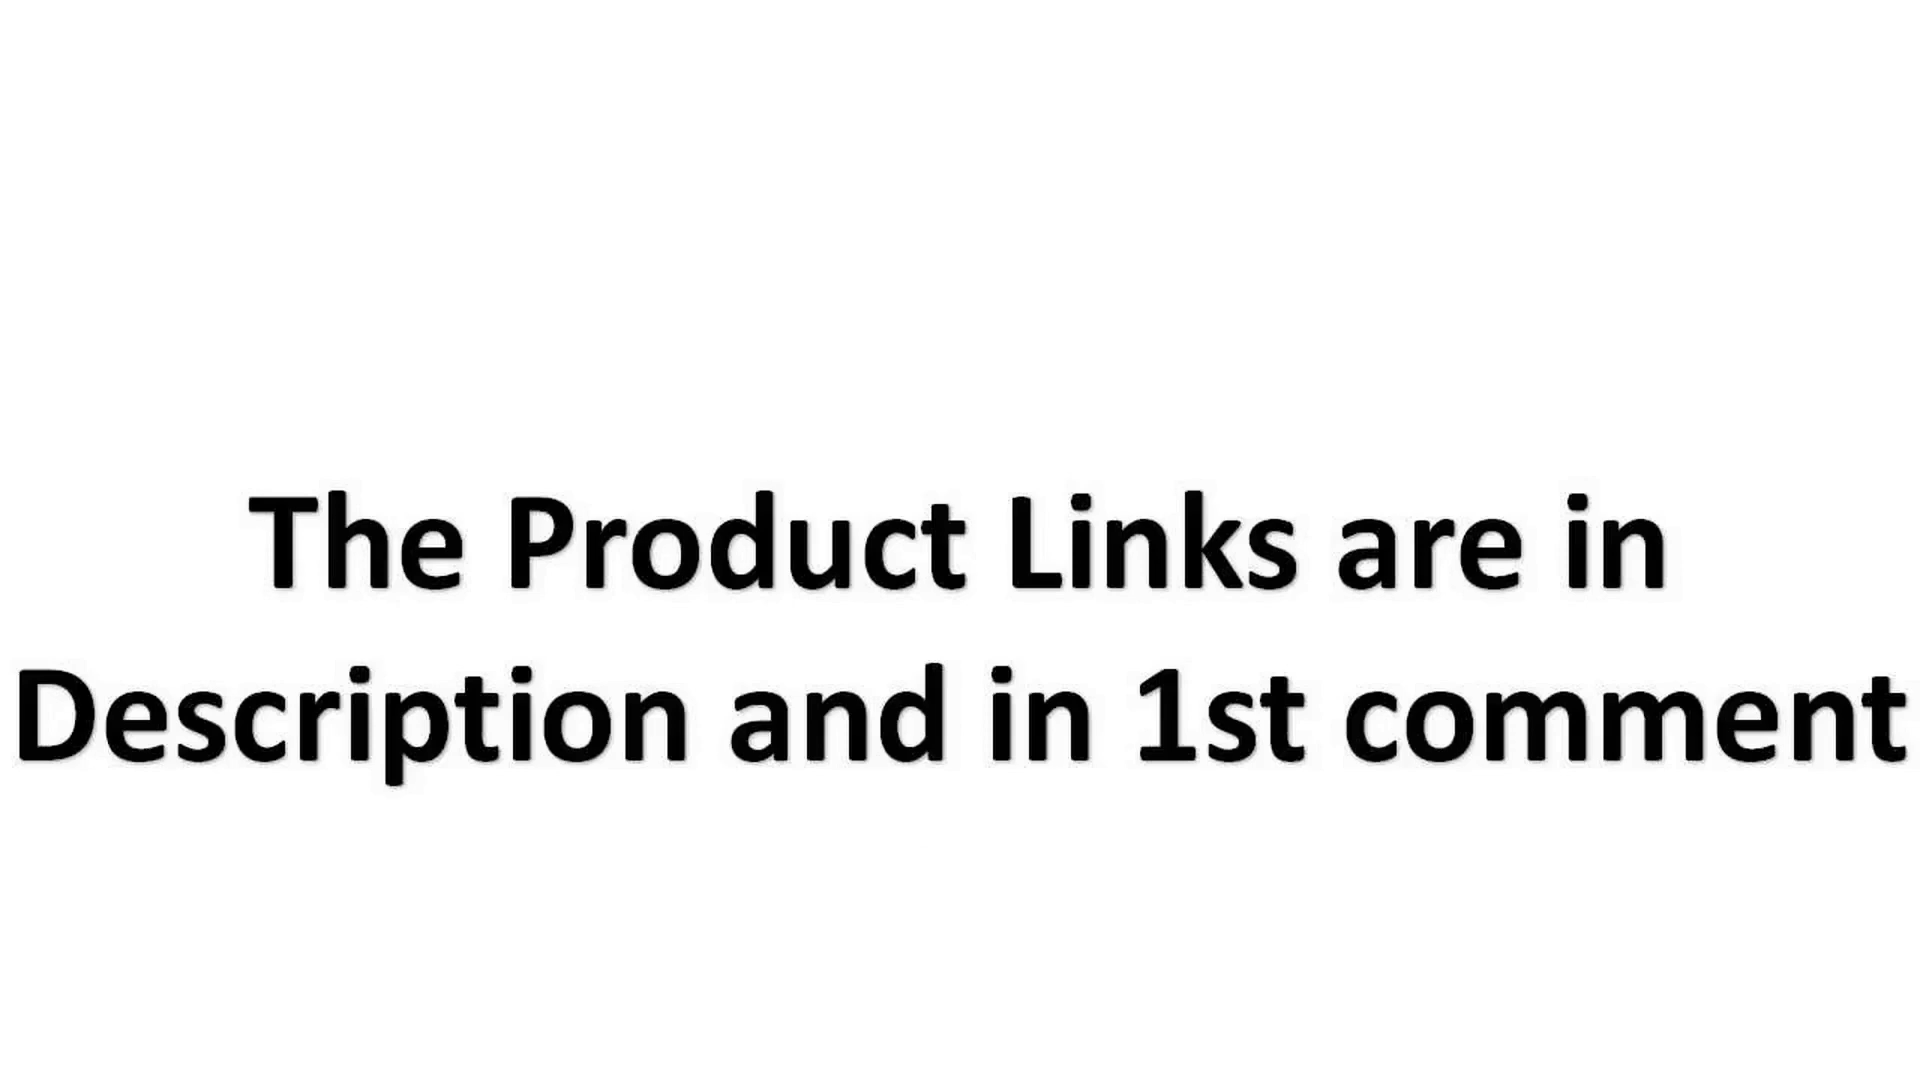 The Product Links are in
Description and in 1st comment